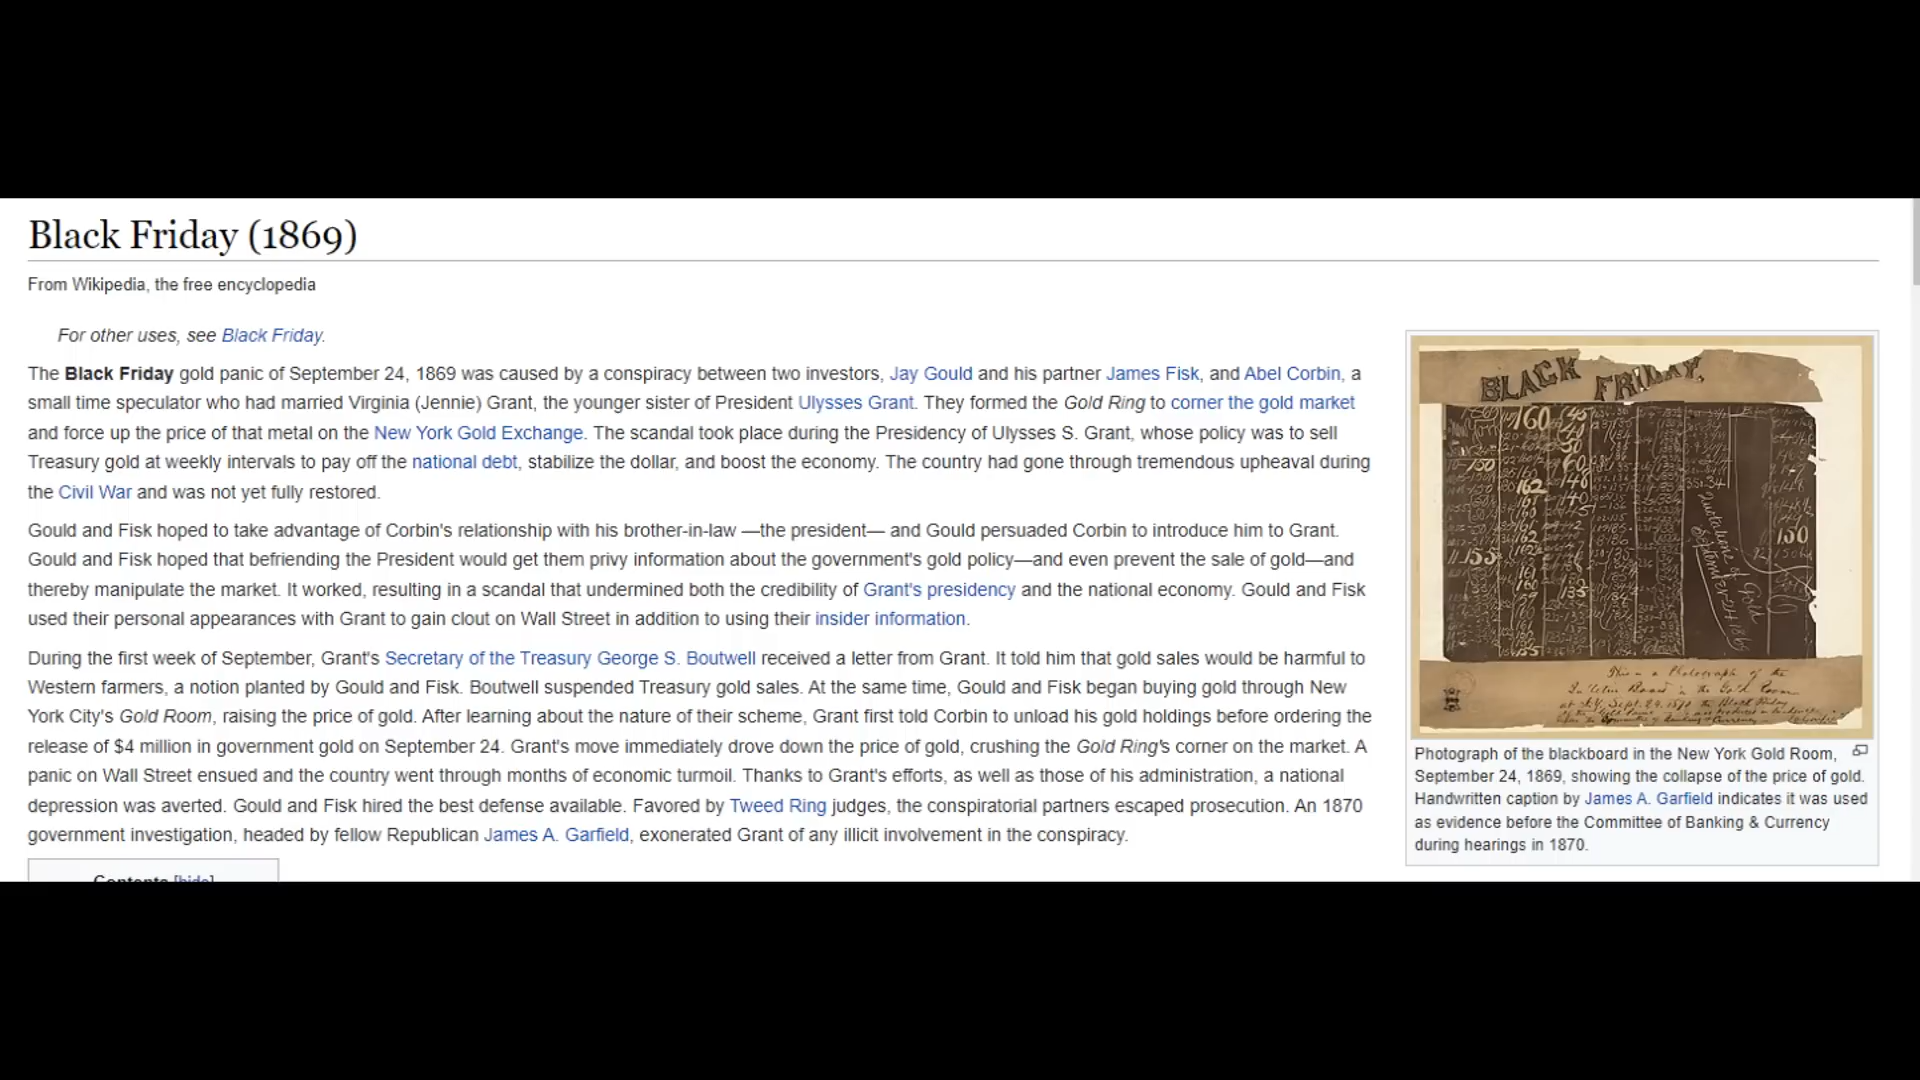 Black Friday (1869)
From Wikipedia, the free encyclopedia
For other uses, see Black Friday.
The Black Friday gold panic of September 24, 1869 was caused by a conspiracy between two investors, Jay Gould and his partner James Fisk, and Abel Corbin, a
small time speculator who had married Virginia (Jennie) Grant, the younger sister of President Ulysses Grant. They formed the Gold Ring to corner the gold market
and force up the price of that metal on the New York Gold Exchange. The scandal took place during the Presidency of Ulysses S. Grant, whose policy was to sell
Treasury gold at weekly intervals to pay off the national debt, stabilize the dollar, and boost the economy. The country had gone through tremendous upheaval during
the Civil War and was not yet fully restored.
Gould and Fisk hoped to take advantage of Corbin's relationship with his brother-in-law —the president— and Gould persuaded Corbin to introduce him to Grant.
Gould and Fisk hoped that befriending the President would get them privy information about the government's gold policy—and even prevent the sale of gold—and
thereby manipulate the market. It worked, resulting in a scandal that undermined both the credibility of Grant's presidency and the national economy. Gould and Fisk
used their personal appearances with Grant to gain clout on Wall Street in addition to using their insider information.
During the first week of September, Grant's Secretary of the Treasury George S. Boutwell received a letter from Grant. It told him that gold sales would be harmful to
Western farmers, a notion planted by Gould and Fisk. Boutwell suspended Treasury gold sales. At the same time, Gould and Fisk began buying gold through New
York City's Gold Room, raising the price of gold. After learning about the nature of their scheme, Grant first told Corbin to unload his gold holdings before ordering the
release of $4 million in government gold on September 24. Grant's move immediately drove down the price of gold, crushing the Gold Ring's corner on the market. A
panic on Wall Street ensued and the country went through months of economic turmoil. Thanks to Grant's efforts, as well as those of his administration, a national
depression was averted. Gould and Fisk hired the best defense available. Favored by Tweed Ring judges, the conspiratorial partners escaped prosecution. An 1870
government investigation, headed by fellow Republican James A. Garfield, exonerated Grant of any illicit involvement in the conspiracy.
Contents [hide]
BLACK FRIDAY.
160
150
162
155
150
Quotations of Gold
September 24 1869
This is a Photograph of the
Photograph of the blackboard in the New York Gold Room,
September 24, 1869, showing the collapse of the price of gold.
Handwritten caption by James A. Garfield indicates it was used
as evidence before the Committee of Banking & Currency
during hearings in 1870.